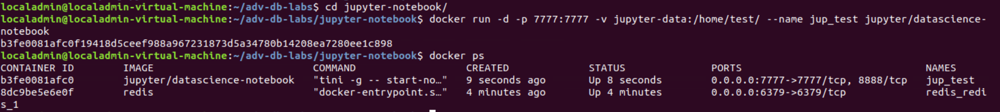 localadmin@localadmin-virtual-machine:~/adv-db-labs$ cd jupyter-notebook/
localadmin@localadmin-virtual-machine:~/adv-db-labs/jupyter-notebook$ docker run -d -p 7777:7777 -v jupyter-data:/home/test/ --name jup_test jupyter/datascience-
notebook
b3fe0081afc0f19418d5ceef988a967231873d5a34780b14208ea7280ee1c898
localadmin@localadmin-virtual-machine:~/adv-db-labs/jupyter-notebook$ docker ps
CONTAINER ID        IMAGE                          COMMAND                  CREATED             STATUS              PORTS                              NAMES
b3fe0081afc0        jupyter/datascience-notebook   "tini -g -- start-no…"   9 seconds ago       Up 8 seconds        0.0.0.0:7777->7777/tcp, 8888/tcp   jup_test
8dc9be5e6e0f        redis                          "docker-entrypoint.s…"   4 minutes ago       Up 4 minutes        0.0.0.0:6379->6379/tcp             redis_redi
s_1